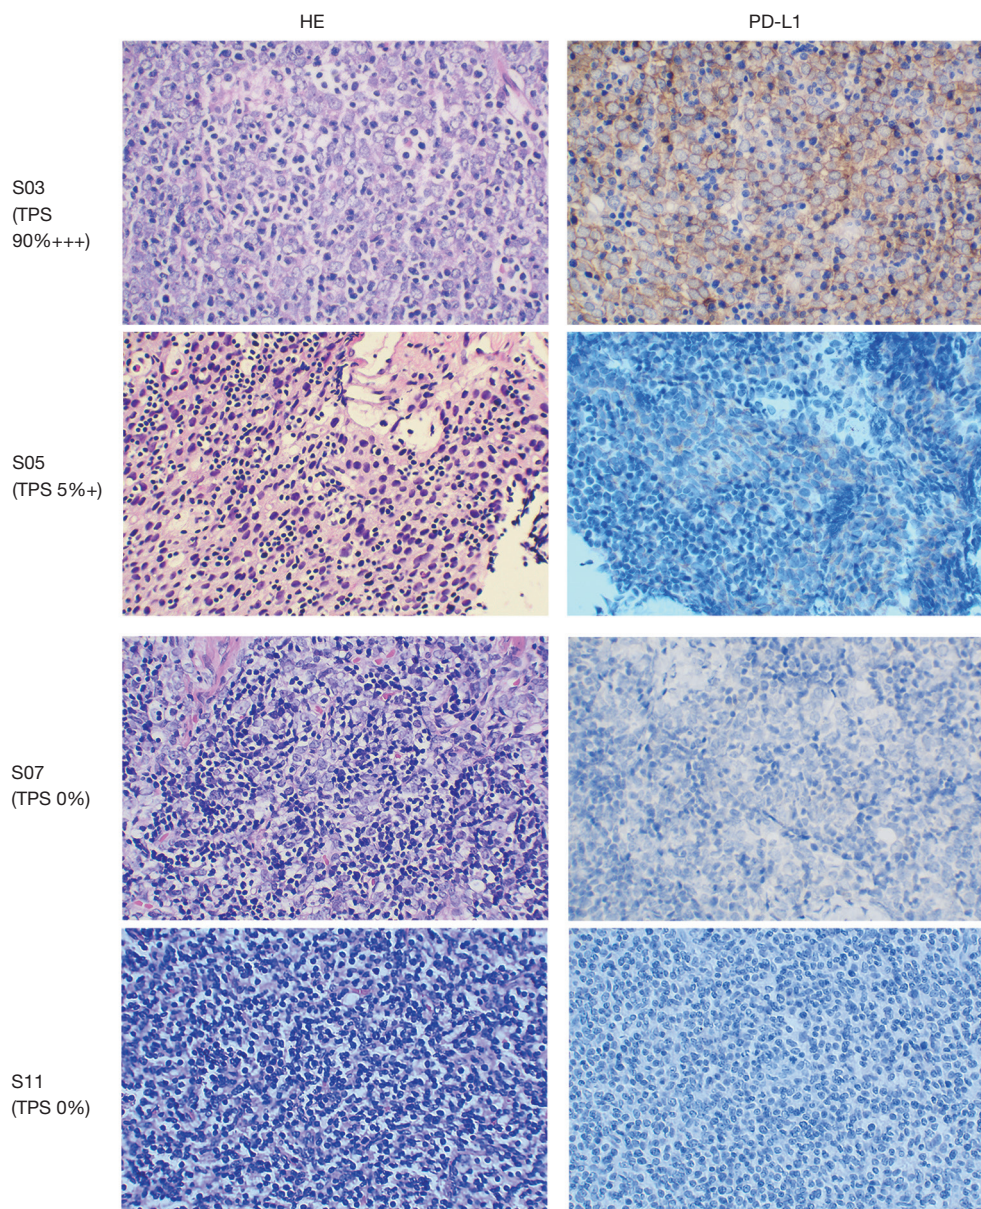 HE
PD-L1
S03
(TPS
90%+++)
S05
(TPS 5%+)
S07
(TPS 0%)
S11
(TPS 0%)